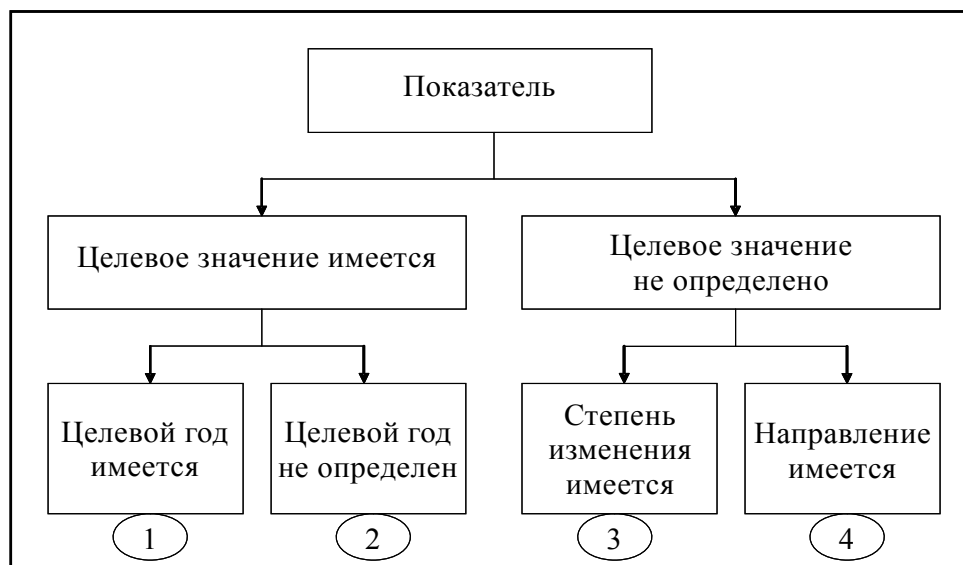 Показатель
Целевое значение имеется
Целевое значение
не определено
Целевой год
имеется
Целевой год
не определен
Степень
изменения
имеется
Направление
имеется
1
2
3
4